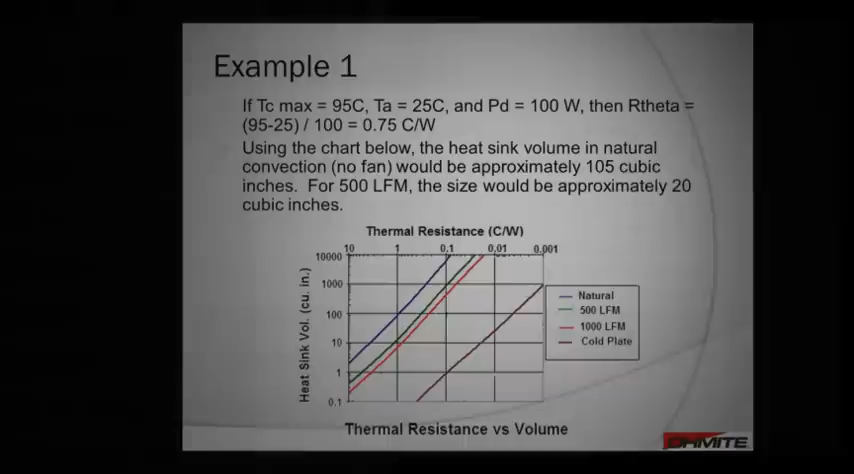 Example 1
If Tc max = 95C, Ta = 25C, and Pd = 100 W, then Rtheta =
(95-25) / 100 = 0.75 C/W
Using the chart below, the heat sink volume in natural
convection (no fan) would be approximately 105 cubic
inches. For 500 LFM, the size would be approximately 20
cubic inches.
Thermal Resistance (C/W)
10 1 0.1 0.01 0.001
Heat Sink Vol. (cu. in.)
10000
1000
100
10
1
0.1
Natural
500 LFM
1000 LFM
Cold Plate
Thermal Resistance vs Volume
OHMITE